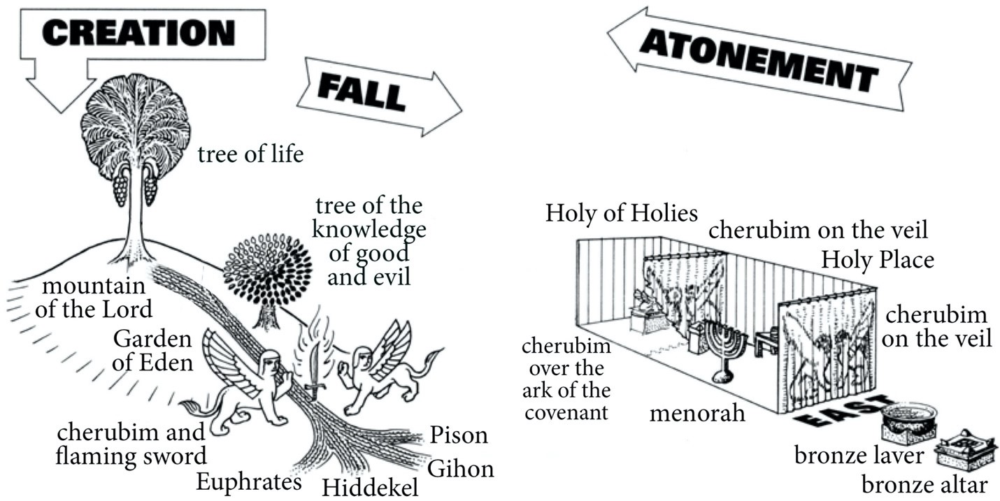 CREATION
FALL
tree of life
tree of the
knowledge
of good
and evil
mountain
of the Lord
Garden
of Eden
cherubim and
flaming sword
Euphrates
Hiddekel
Gihon
Pison
ATONEMENT
Holy of Holies
cherubim on the veil
Holy Place
cherubim
on the veil
cherubim
over the
ark of the
covenant
menorah
EAST
bronze laver
bronze altar